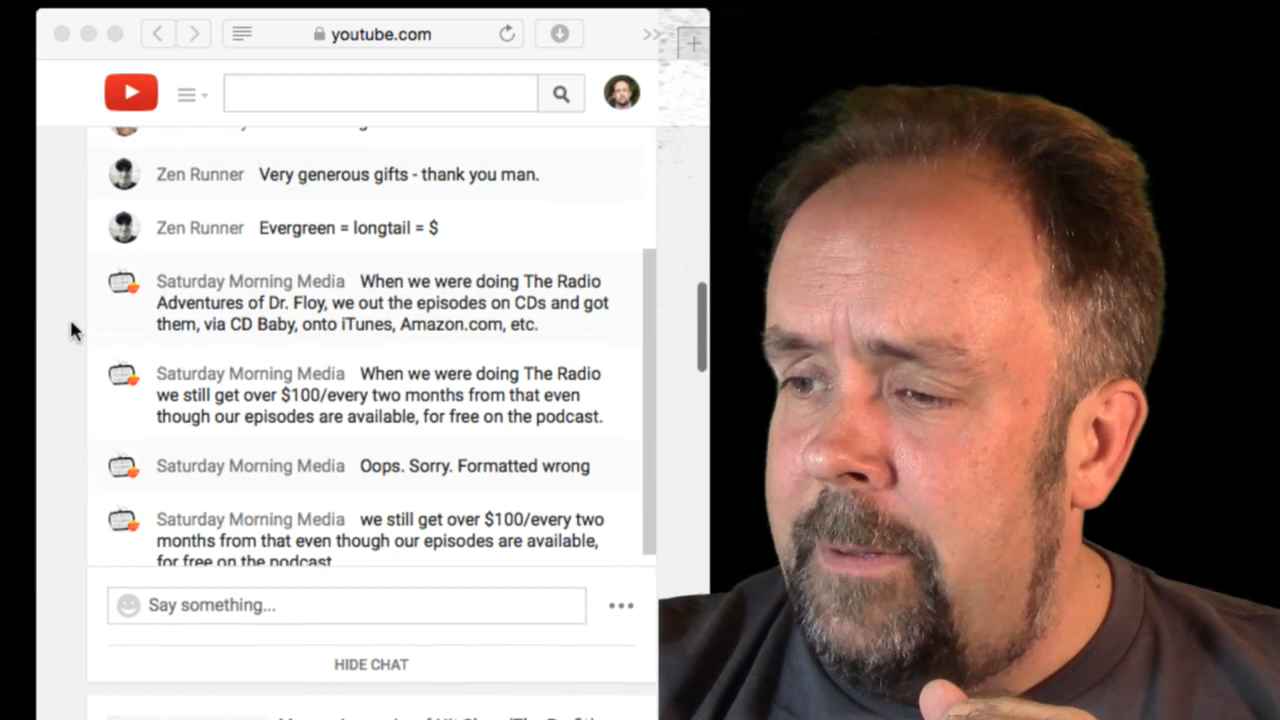 youtube.com
Zen Runner Very generous gifts - thank you man.
Zen Runner Evergreen = longtail = $
Saturday Morning Media When we were doing The Radio
Adventures of Dr. Floy, we out the episodes on CDs and got
them, via CD Baby, onto iTunes, Amazon.com, etc.
Saturday Morning Media When we were doing The Radio
we still get over $100/every two months from that even
though our episodes are available, for free on the podcast.
Saturday Morning Media Oops. Sorry. Formatted wrong
Saturday Morning Media we still get over $100/every two
months from that even though our episodes are available,
for free on the podcast
Say something...
HIDE CHAT